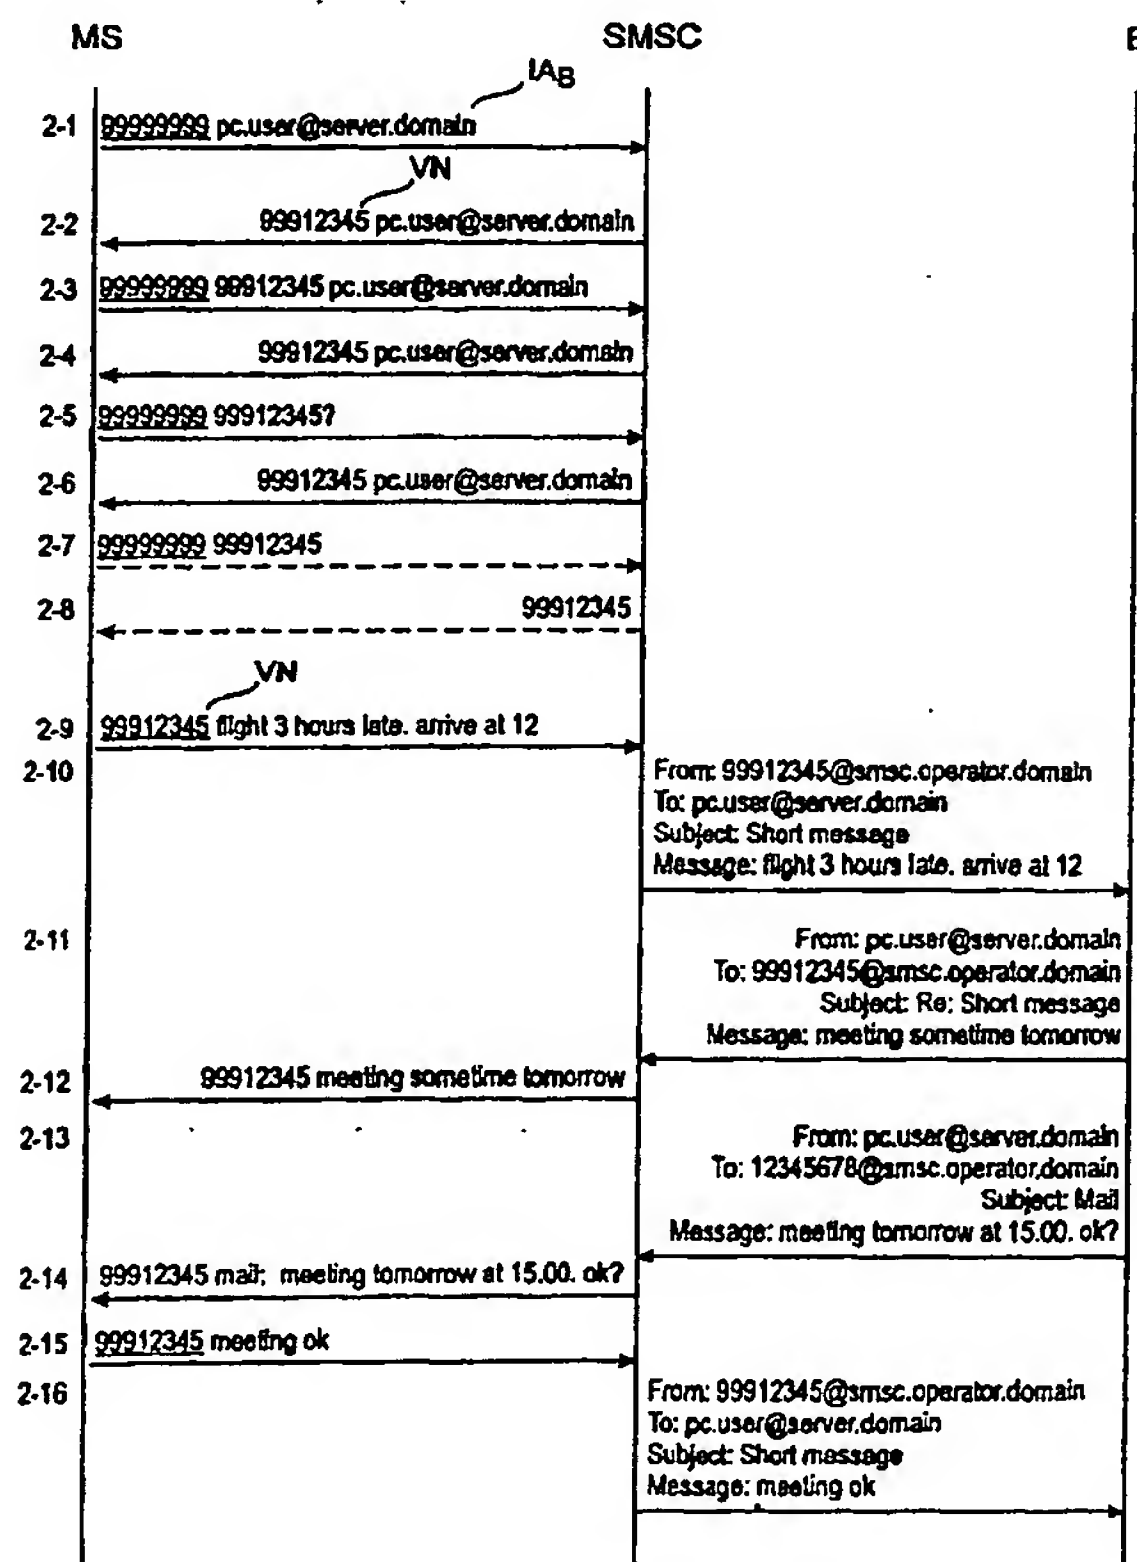 MS
SMSC
IAB
2-1 99999999 pc.user@server.domain
VN
2-2 99912345 pc.user@server.domain
2-3 99999999 99912345 pc.user@server.domain
2-4 99912345 pc.user@server.domain
2-5 99999999 99912345?
2-6 99912345 pc.user@server.domain
2-7 99999999 99912345
2-8 99912345
VN
2-9 99912345 flight 3 hours late. arrive at 12
2-10
From: 99912345@smsc.operator.domain
To: pc.user@server.domain
Subject: Short message
Message: flight 3 hours late. arrive at 12
2-11
From: pc.user@server.domain
To: 99912345@smsc.operator.domain
Subject: Re: Short message
Message: meeting sometime tomorrow
2-12 99912345 meeting sometime tomorrow
2-13
From: pc.user@server.domain
To: 12345678@smsc.operator.domain
Subject: Mail
Message: meeting tomorrow at 15.00. ok?
2-14 99912345 mail; meeting tomorrow at 15.00. ok?
2-15 99912345 meeting ok
2-16
From: 99912345@smsc.operator.domain
To: pc.user@server.domain
Subject: Short message
Message: meeting ok